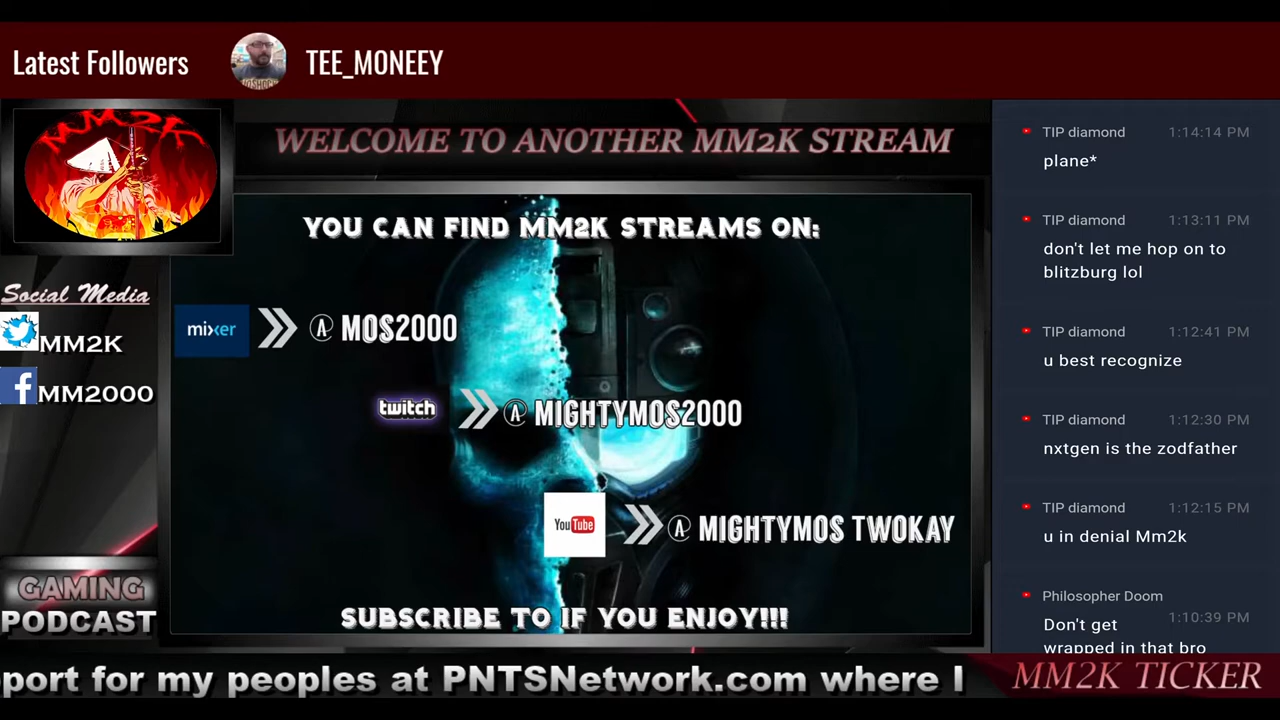 Latest Followers TEE_MONEEY
MM2K
WELCOME TO ANOTHER MM2K STREAM
YOU CAN FIND MM2K STREAMS ON:
mixer @ MOS2000
twitch @ MIGHTYMOS2000
YouTube @ MIGHTYMOS TWOKAY
SUBSCRIBE TO IF YOU ENJOY!!!
Social Media
MM2K
MM2000
GAMING
PODCAST
TIP diamond 1:14:14 PM
plane*
TIP diamond 1:13:11 PM
don't let me hop on to
blitzburg lol
TIP diamond 1:12:41 PM
u best recognize
TIP diamond 1:12:30 PM
nxtgen is the zodfather
TIP diamond 1:12:15 PM
u in denial Mm2k
Philosopher Doom
Don't get 1:10:39 PM
wrapped in that bro
pport for my peoples at PNTSNetwork.com where I
MM2K TICKER